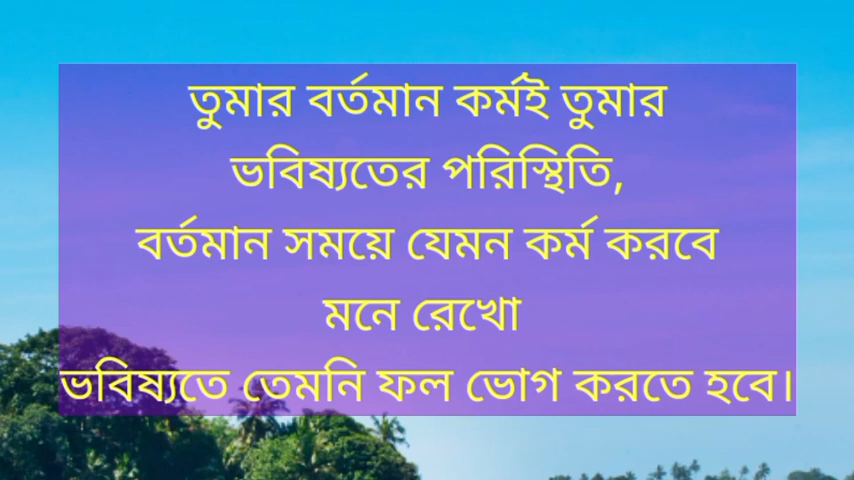 তুমার বর্তমান কর্মই তুমার
ভবিষ্যতের পরিস্থিতি,
বর্তমান সময়ে যেমন কর্ম করবে
মনে রেখো
ভবিষ্যতে তেমনি ফল ভোগ করতে হবে।